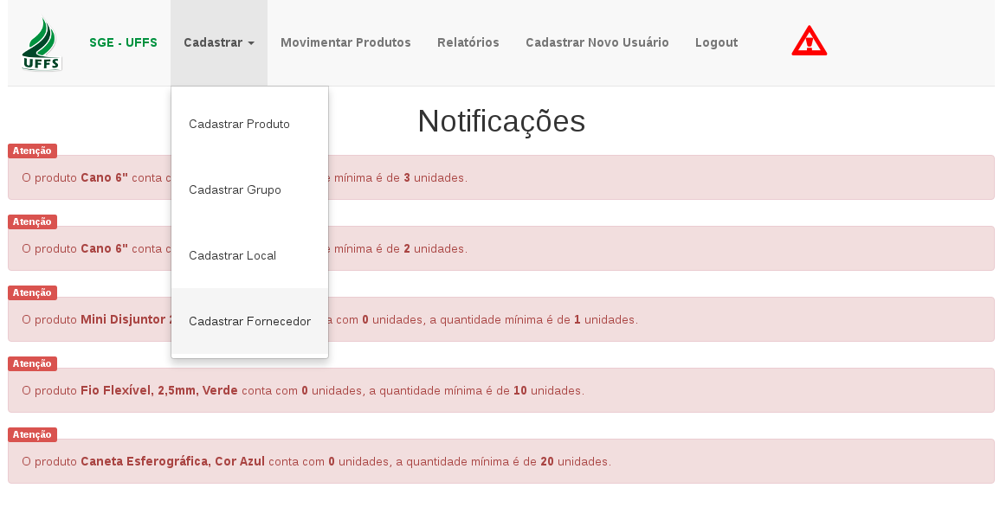 UFFS
SGE - UFFS
Cadastrar
Movimentar Produtos
Relatórios
Cadastrar Novo Usuário
Logout
Cadastrar Produto
Cadastrar Grupo
Cadastrar Local
Cadastrar Fornecedor
Notificações
Atenção
O produto Cano 6" conta mínima é de 3 unidades.
Atenção
O produto Cano 6" conta mínima é de 2 unidades.
Atenção
O produto Mini Disjuntor com 0 unidades, a quantidade mínima é de 1 unidades.
Atenção
O produto Fio Flexível, 2,5mm, Verde conta com 0 unidades, a quantidade mínima é de 10 unidades.
Atenção
O produto Caneta Esferográfica, Cor Azul conta com 0 unidades, a quantidade mínima é de 20 unidades.